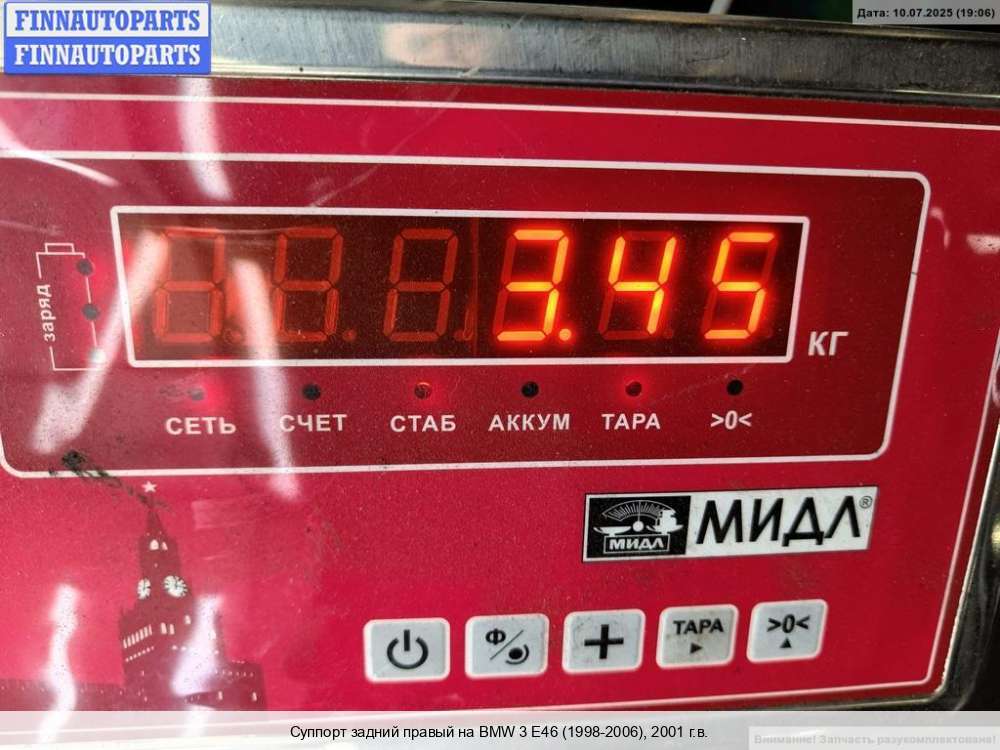 FINNAUTOPARTS
FINNAUTOPARTS
Дата: 10.07.2025 (19:06)
заряд
3.45
КГ
СЕТЬ СЧЕТ СТАБ АККУМ ТАРА >0<
МИДЛ МИДЛ®
Ф
ТАРА >0<
Суппорт задний правый на BMW 3 E46 (1998-2006), 2001 г.в.
Внимание! Запчасть разукомплектована!